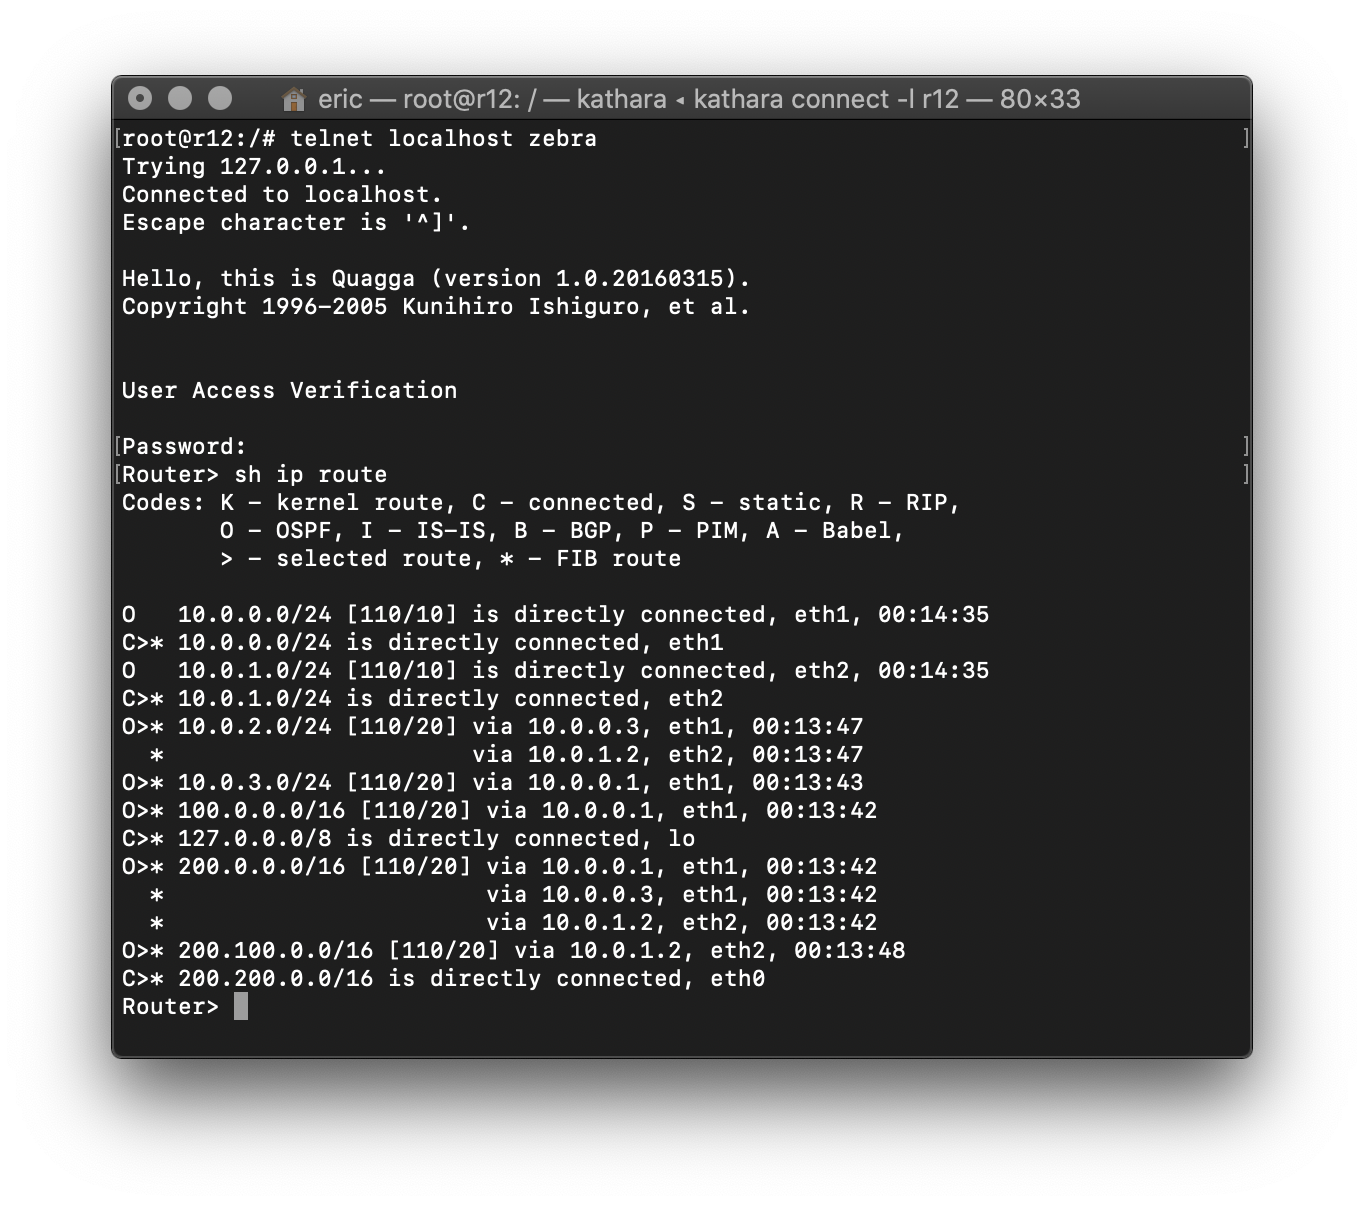 eric — root@r12: / — kathara ◂ kathara connect -l r12 — 80×33
[root@r12:/# telnet localhost zebra ]
Trying 127.0.0.1...
Connected to localhost.
Escape character is '^]'.
Hello, this is Quagga (version 1.0.20160315).
Copyright 1996-2005 Kunihiro Ishiguro, et al.
User Access Verification
[Password: ]
[Router> sh ip route ]
Codes: K - kernel route, C - connected, S - static, R - RIP,
       O - OSPF, I - IS-IS, B - BGP, P - PIM, A - Babel,
       > - selected route, * - FIB route
O   10.0.0.0/24 [110/10] is directly connected, eth1, 00:14:35
C>* 10.0.0.0/24 is directly connected, eth1
O   10.0.1.0/24 [110/10] is directly connected, eth2, 00:14:35
C>* 10.0.1.0/24 is directly connected, eth2
O>* 10.0.2.0/24 [110/20] via 10.0.0.3, eth1, 00:13:47
  *                      via 10.0.1.2, eth2, 00:13:47
O>* 10.0.3.0/24 [110/20] via 10.0.0.1, eth1, 00:13:43
O>* 100.0.0.0/16 [110/20] via 10.0.0.1, eth1, 00:13:42
C>* 127.0.0.0/8 is directly connected, lo
O>* 200.0.0.0/16 [110/20] via 10.0.0.1, eth1, 00:13:42
  *                       via 10.0.0.3, eth1, 00:13:42
  *                       via 10.0.1.2, eth2, 00:13:42
O>* 200.100.0.0/16 [110/20] via 10.0.1.2, eth2, 00:13:48
C>* 200.200.0.0/16 is directly connected, eth0
Router>